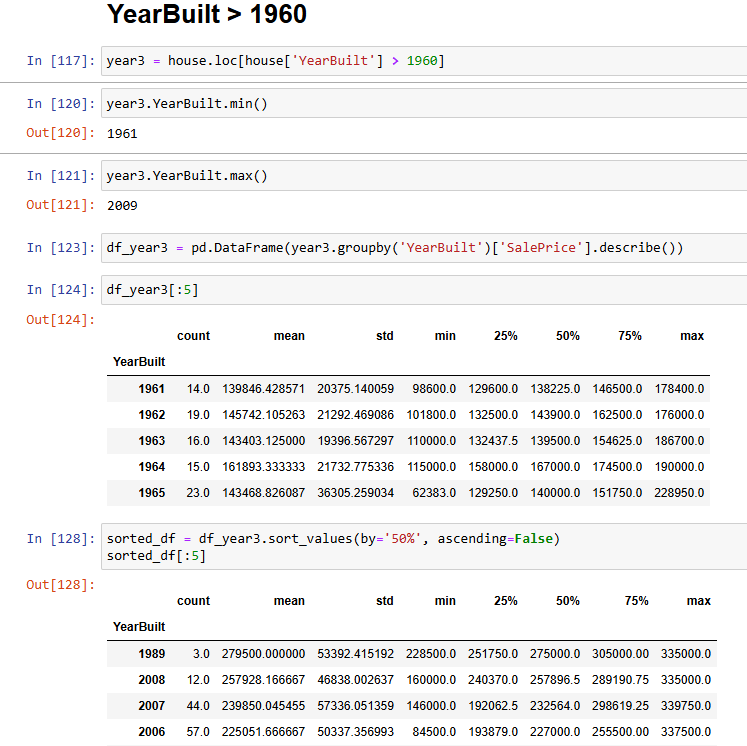 YearBuilt > 1960
In [117]: year3 = house.loc[house['YearBuilt'] > 1960]
In [120]: year3.YearBuilt.min()
Out[120]: 1961
In [121]: year3.YearBuilt.max()
Out[121]: 2009
In [123]: df_year3 = pd.DataFrame(year3.groupby('YearBuilt')['SalePrice'].describe())
In [124]: df_year3[:5]
Out[124]:
count mean std min 25% 50% 75% max
YearBuilt
1961 14.0 139846.428571 20375.140059 98600.0 129600.0 138225.0 146500.0 178400.0
1962 19.0 145742.105263 21292.469086 101800.0 132500.0 143900.0 162500.0 176000.0
1963 16.0 143403.125000 19396.567297 110000.0 132437.5 139500.0 154625.0 186700.0
1964 15.0 161893.333333 21732.775336 115000.0 158000.0 167000.0 174500.0 190000.0
1965 23.0 143468.826087 36305.259034 62383.0 129250.0 140000.0 151750.0 228950.0
In [128]: sorted_df = df_year3.sort_values(by='50%', ascending=False)
sorted_df[:5]
Out[128]:
count mean std min 25% 50% 75% max
YearBuilt
1989 3.0 279500.000000 53392.415192 228500.0 251750.0 275000.0 305000.00 335000.0
2008 12.0 257928.166667 46838.002637 160000.0 240370.0 257896.5 289190.75 335000.0
2007 44.0 239850.045455 57336.051359 146000.0 192062.5 232564.0 298619.25 339750.0
2006 57.0 225051.666667 50337.356993 84500.0 193879.0 227000.0 255500.00 337500.0